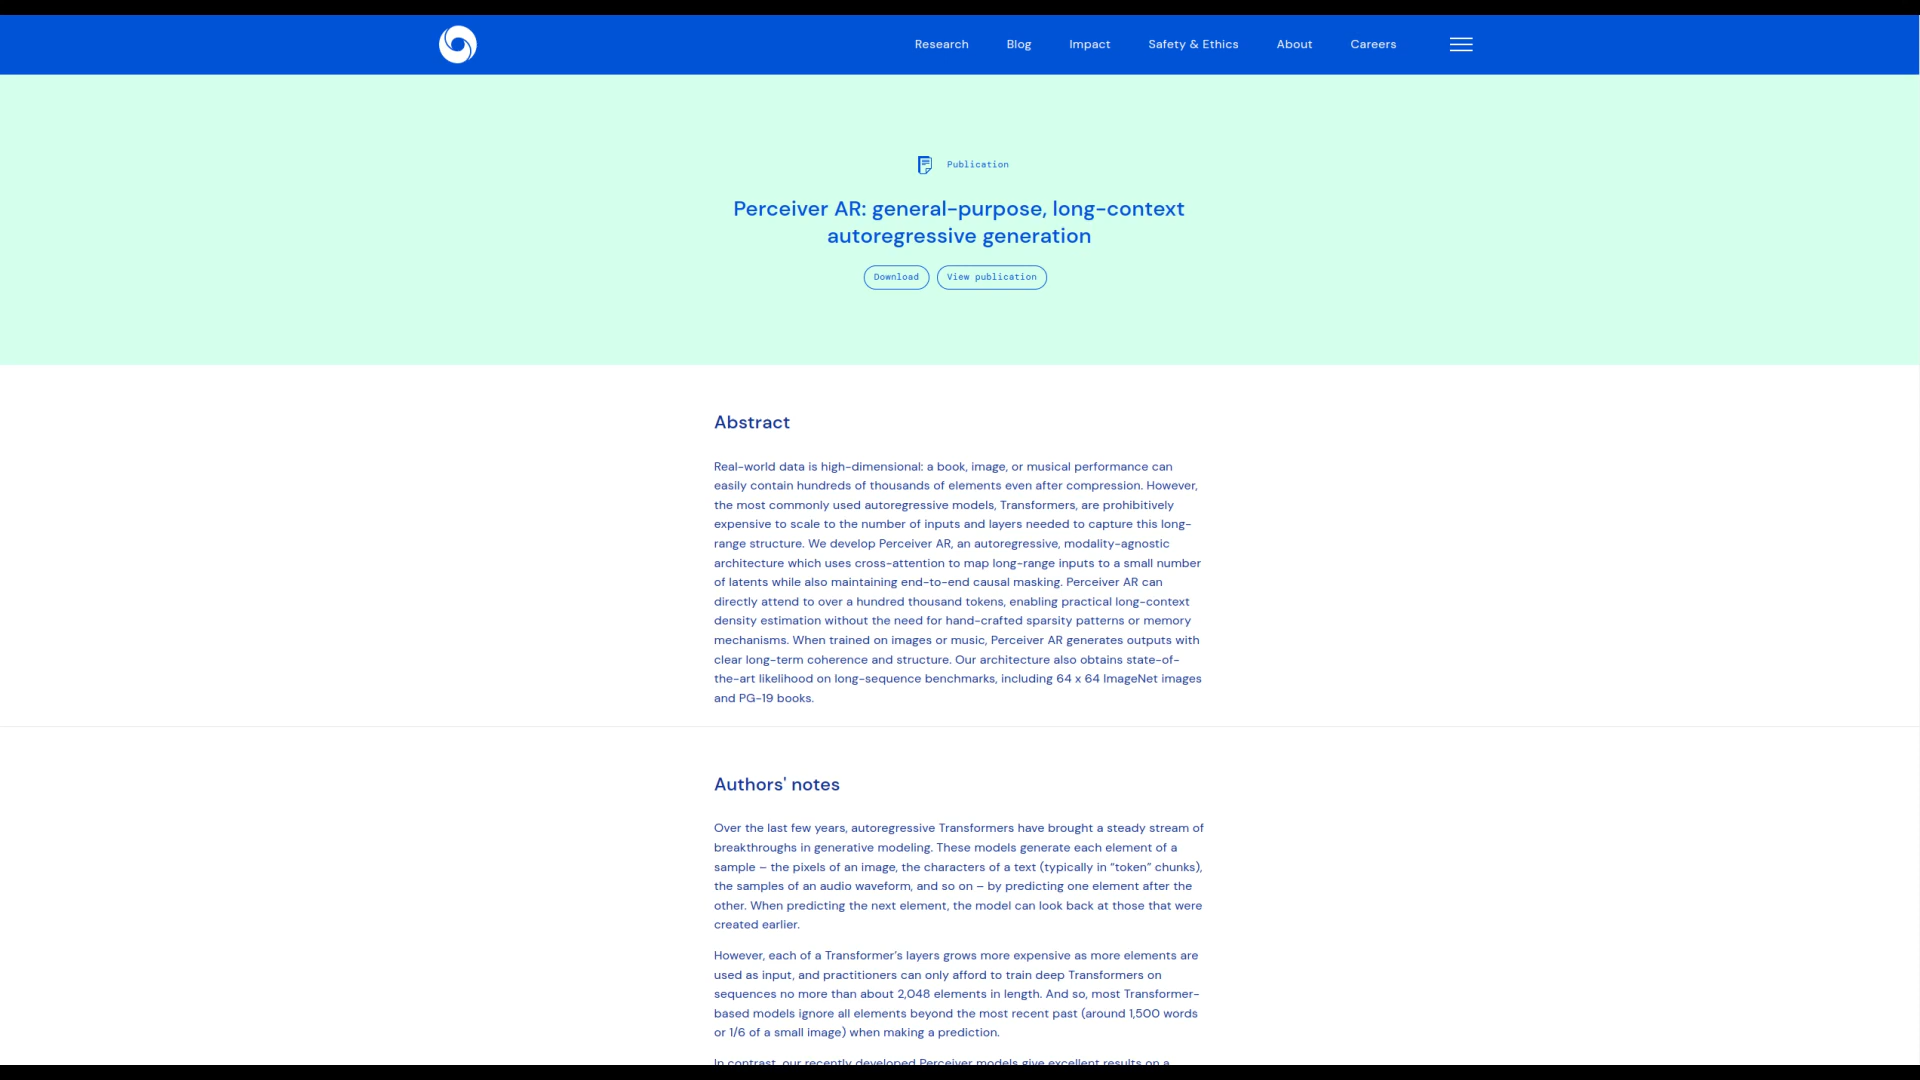 Research Blog Impact Safety & Ethics About Careers
Publication
Perceiver AR: general-purpose, long-context
autoregressive generation
Download View publication
Abstract
Real-world data is high-dimensional: a book, image, or musical performance can
easily contain hundreds of thousands of elements even after compression. However,
the most commonly used autoregressive models, Transformers, are prohibitively
expensive to scale to the number of inputs and layers needed to capture this long-
range structure. We develop Perceiver AR, an autoregressive, modality-agnostic
architecture which uses cross-attention to map long-range inputs to a small number
of latents while also maintaining end-to-end causal masking. Perceiver AR can
directly attend to over a hundred thousand tokens, enabling practical long-context
density estimation without the need for hand-crafted sparsity patterns or memory
mechanisms. When trained on images or music, Perceiver AR generates outputs with
clear long-term coherence and structure. Our architecture also obtains state-of-
the-art likelihood on long-sequence benchmarks, including 64 x 64 ImageNet images
and PG-19 books.
Authors' notes
Over the last few years, autoregressive Transformers have brought a steady stream of
breakthroughs in generative modeling. These models generate each element of a
sample – the pixels of an image, the characters of a text (typically in “token” chunks),
the samples of an audio waveform, and so on – by predicting one element after the
other. When predicting the next element, the model can look back at those that were
created earlier.
However, each of a Transformer’s layers grows more expensive as more elements are
used as input, and practitioners can only afford to train deep Transformers on
sequences no more than about 2,048 elements in length. And so, most Transformer-
based models ignore all elements beyond the most recent past (around 1,500 words
or 1/6 of a small image) when making a prediction.
In contrast, our recently developed Perceiver models give excellent results on a